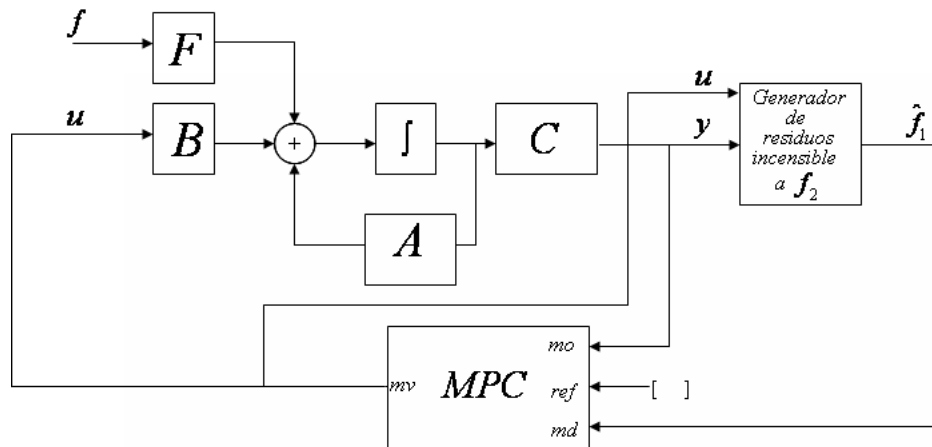 f
F
u
B
+
∫
C
A
u
y
Generador
de
residuos
incensible
a f₂
f̂₁
mo
mv
MPC
ref
[ ]
md